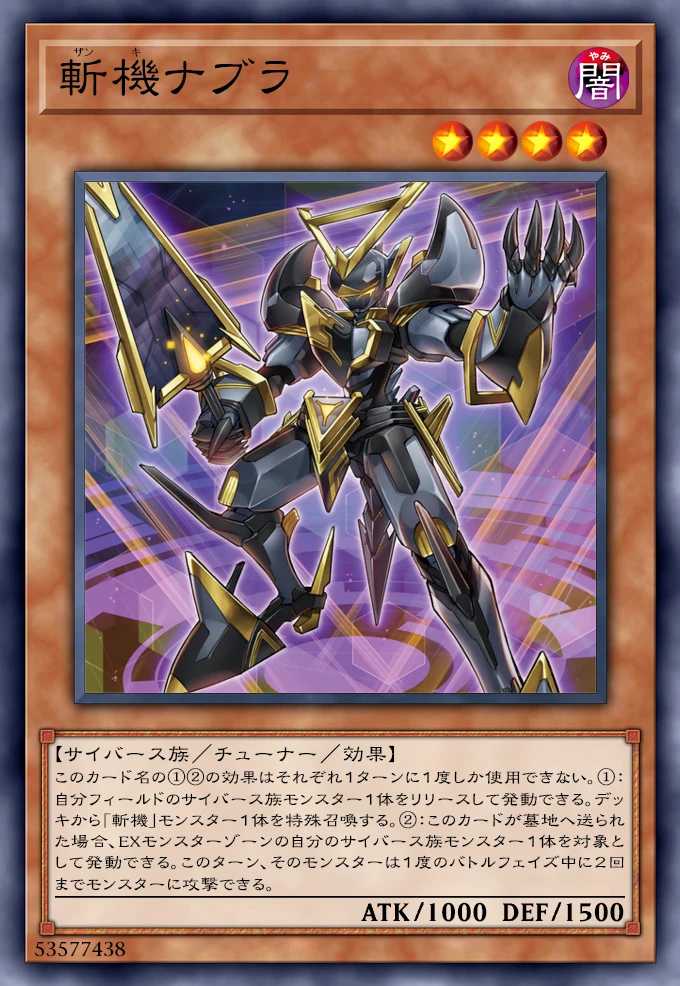 ザンキ
斬機ナブラ
やみ
闇
【サイバース族／チューナー／効果】
このカード名の①②の効果はそれぞれ1ターンに1度しか使用できない。①：
自分フィールドのサイバース族モンスター1体をリリースして発動できる。デッ
キから「斬機」モンスター1体を特殊召喚する。②：このカードが墓地へ送られ
た場合、EXモンスターゾーンの自分のサイバース族モンスター1体を対象と
して発動できる。このターン、そのモンスターは1度のバトルフェイズ中に2回
までモンスターに攻撃できる。
ATK/1000 DEF/1500
53577438